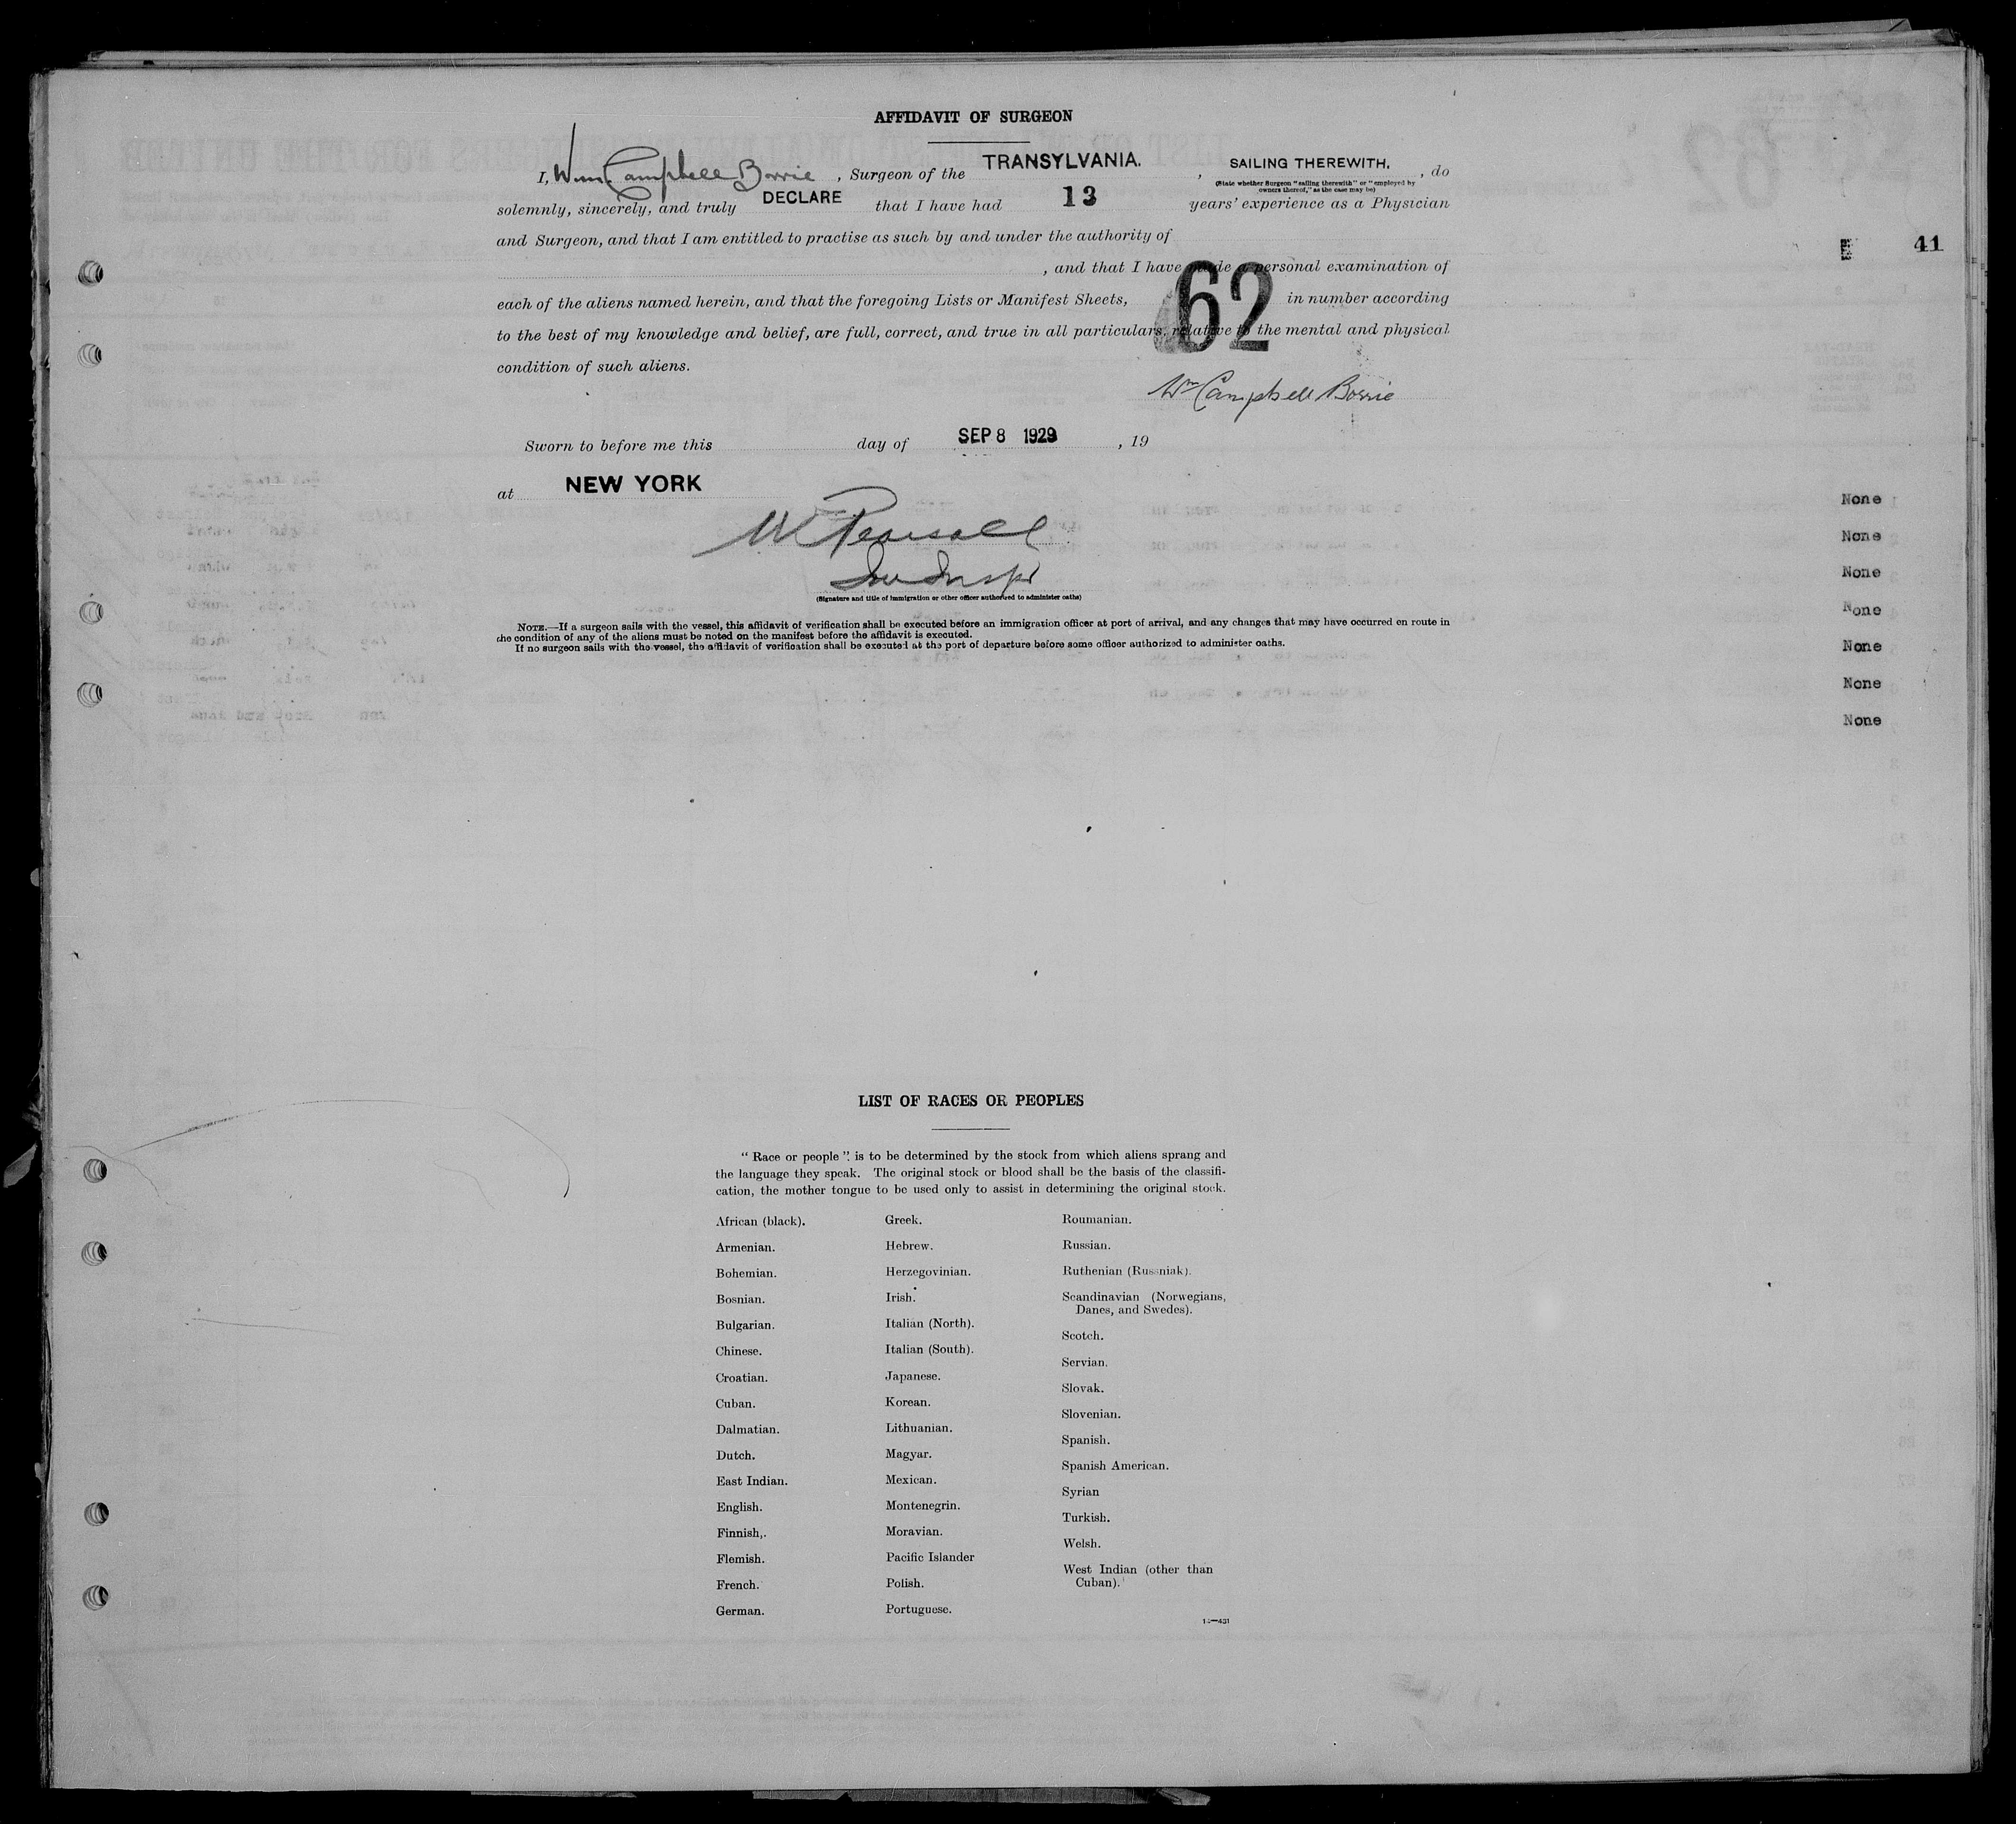 AFFIDAVIT OF SURGEON
I, Wm. Campbell Borrie, Surgeon of the TRANSYLVANIA. , SAILING THEREWITH. , do
(State whether Surgeon "sailing therewith" or "employed by
owners thereof," as the case may be)
solemnly, sincerely, and truly DECLARE that I have had 13 years' experience as a Physician
and Surgeon, and that I am entitled to practise as such by and under the authority of
, and that I have made a personal examination of
each of the aliens named herein, and that the foregoing Lists or Manifest Sheets, 62 in number according
to the best of my knowledge and belief, are full, correct, and true in all particulars, relative to the mental and physical
condition of such aliens.
Wm Campbell Borrie
Sworn to before me this day of SEP 8 1929 , 19
at NEW YORK
W Pearsall
(Signature and title of immigration or other officer authorized to administer oaths)
NOTE.—If a surgeon sails with the vessel, this affidavit of verification shall be executed before an immigration officer at port of arrival, and any changes that may have occurred en route in
the condition of any of the aliens must be noted on the manifest before the affidavit is executed.
If no surgeon sails with the vessel, the affidavit of verification shall be executed at the port of departure before some officer authorized to administer oaths.
41
None
None
None
None
None
None
None
LIST OF RACES OR PEOPLES
"Race or people" is to be determined by the stock from which aliens sprang and
the language they speak. The original stock or blood shall be the basis of the classifi-
cation, the mother tongue to be used only to assist in determining the original stock.
African (black).
Armenian.
Bohemian.
Bosnian.
Bulgarian.
Chinese.
Croatian.
Cuban.
Dalmatian.
Dutch.
East Indian.
English.
Finnish.
Flemish.
French.
German.
Greek.
Hebrew.
Herzegovinian.
Irish.
Italian (North).
Italian (South).
Japanese.
Korean.
Lithuanian.
Magyar.
Mexican.
Montenegrin.
Moravian.
Pacific Islander
Polish.
Portuguese.
Roumanian.
Russian.
Ruthenian (Russniak).
Scandinavian (Norwegians,
Danes, and Swedes).
Scotch.
Servian.
Slovak.
Slovenian.
Spanish.
Spanish American.
Syrian
Turkish.
Welsh.
West Indian (other than
Cuban).